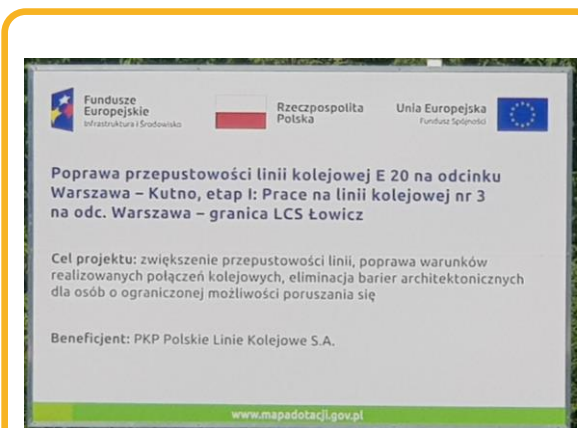 Fundusze
Europejskie
Infrastruktura i Środowisko
Rzeczpospolita
Polska
Unia Europejska
Fundusz Spójności
Poprawa przepustowości linii kolejowej E 20 na odcinku
Warszawa – Kutno, etap I: Prace na linii kolejowej nr 3
na odc. Warszawa – granica LCS Łowicz
Cel projektu: zwiększenie przepustowości linii, poprawa warunków
realizowanych połączeń kolejowych, eliminacja barier architektonicznych
dla osób o ograniczonej możliwości poruszania się
Beneficjent: PKP Polskie Linie Kolejowe S.A.
www.mapadotacji.gov.pl